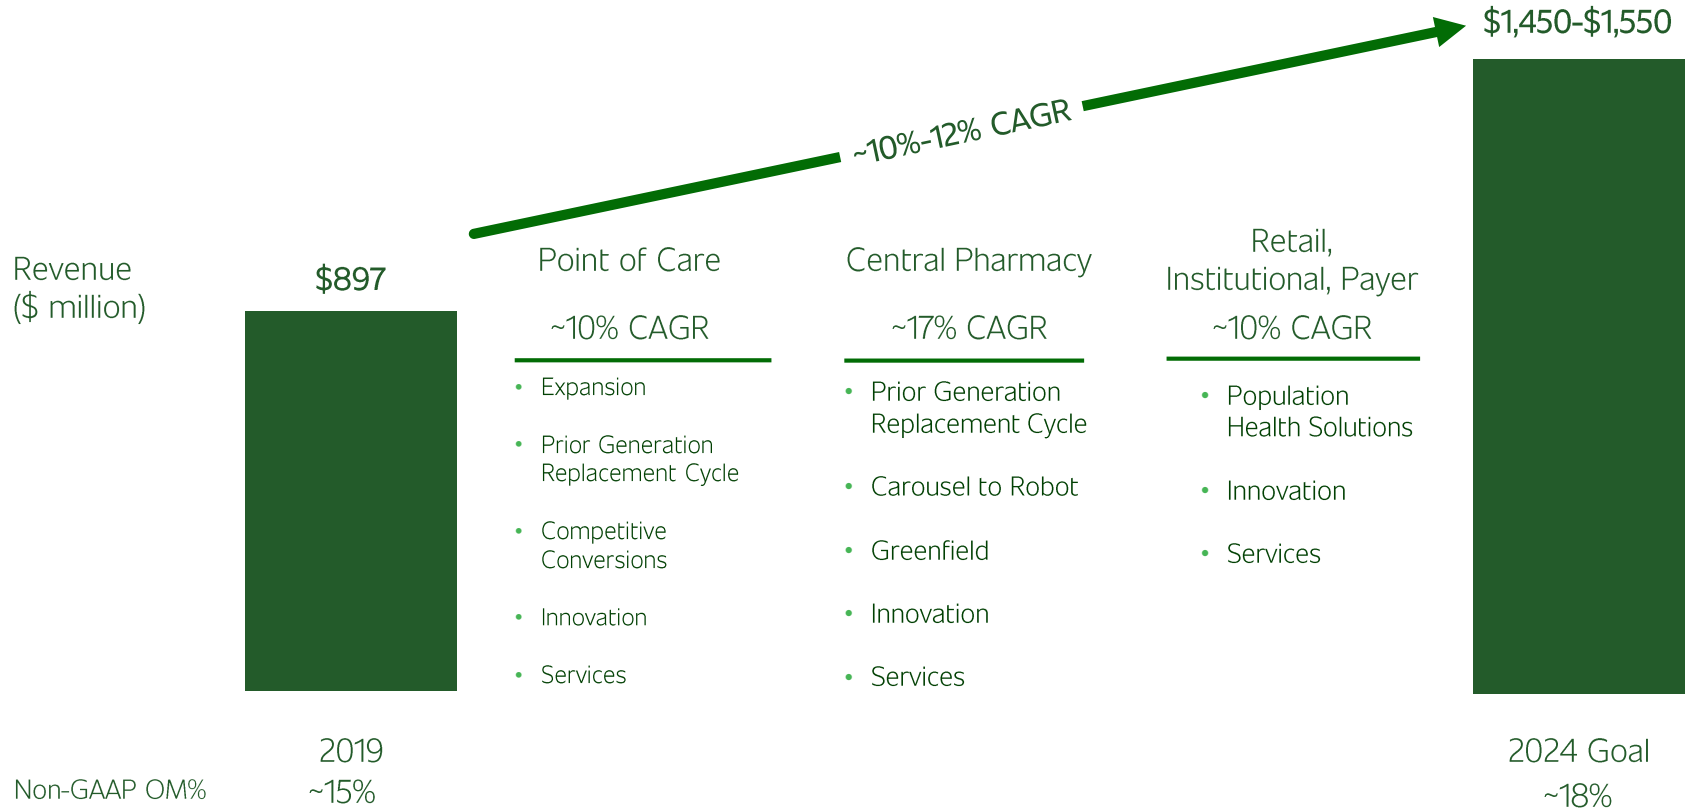 $1,450-$1,550
~10%-12% CAGR
Revenue
($ million)
$897
Point of Care
~10% CAGR
• Expansion
• Prior Generation
Replacement Cycle
• Competitive
Conversions
• Innovation
• Services
Central Pharmacy
~17% CAGR
• Prior Generation
Replacement Cycle
• Carousel to Robot
• Greenfield
• Innovation
• Services
Retail,
Institutional, Payer
~10% CAGR
• Population
Health Solutions
• Innovation
• Services
2019
2024 Goal
Non-GAAP OM%
~15%
~18%